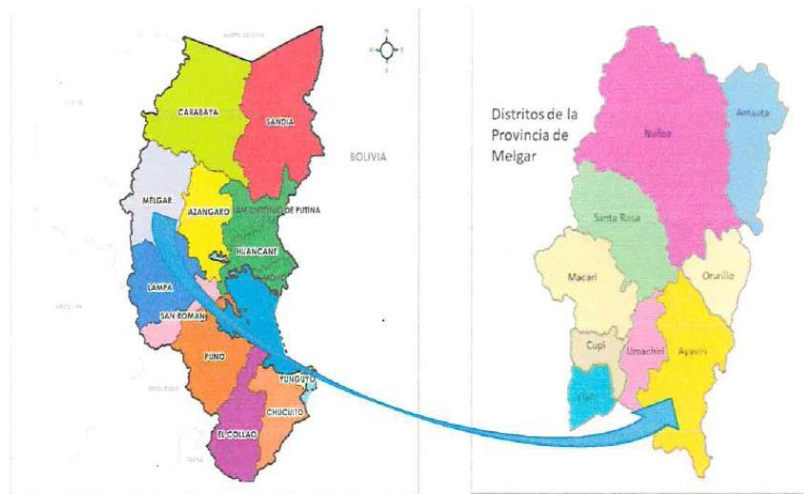 CARABAYA
SANDIA
BOLIVIA
MELGAR
AZANGARO
SAN ANTONIO DE PUTINA
HUANCANE
LAMPA
SAN ROMAN
PUNO
YUNGUYO
CHUCUITO
EL COLLAO
Distritos de la
Provincia de
Melgar
Nuñoa
Antauta
Santa Rosa
Macari
Orurillo
Cupi
Umachiri
Ayaviri